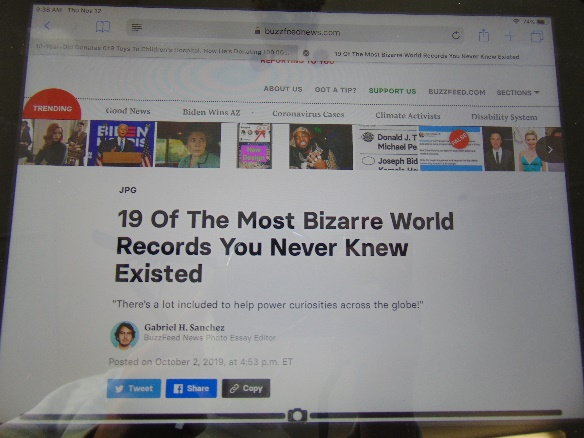 9:38 AM Thu Nov 12
74%
buzzfeednews.com
19 Of The Most Bizarre World Records You Never Knew Existed
REPORTING TO YOU
ABOUT US GOT A TIP? SUPPORT US BUZZFEED.COM SECTIONS
TRENDING
Good News Biden Wins AZ Coronavirus Cases Climate Activists Disability System
Donald J. T
Michael Pe
Joseph Bid
JPG
19 Of The Most Bizarre World
Records You Never Knew
Existed
"There's a lot included to help power curiosities across the globe!"
Gabriel H. Sanchez
BuzzFeed News Photo Essay Editor
Posted on October 2, 2019, at 4:53 p.m. ET
Tweet Share Copy